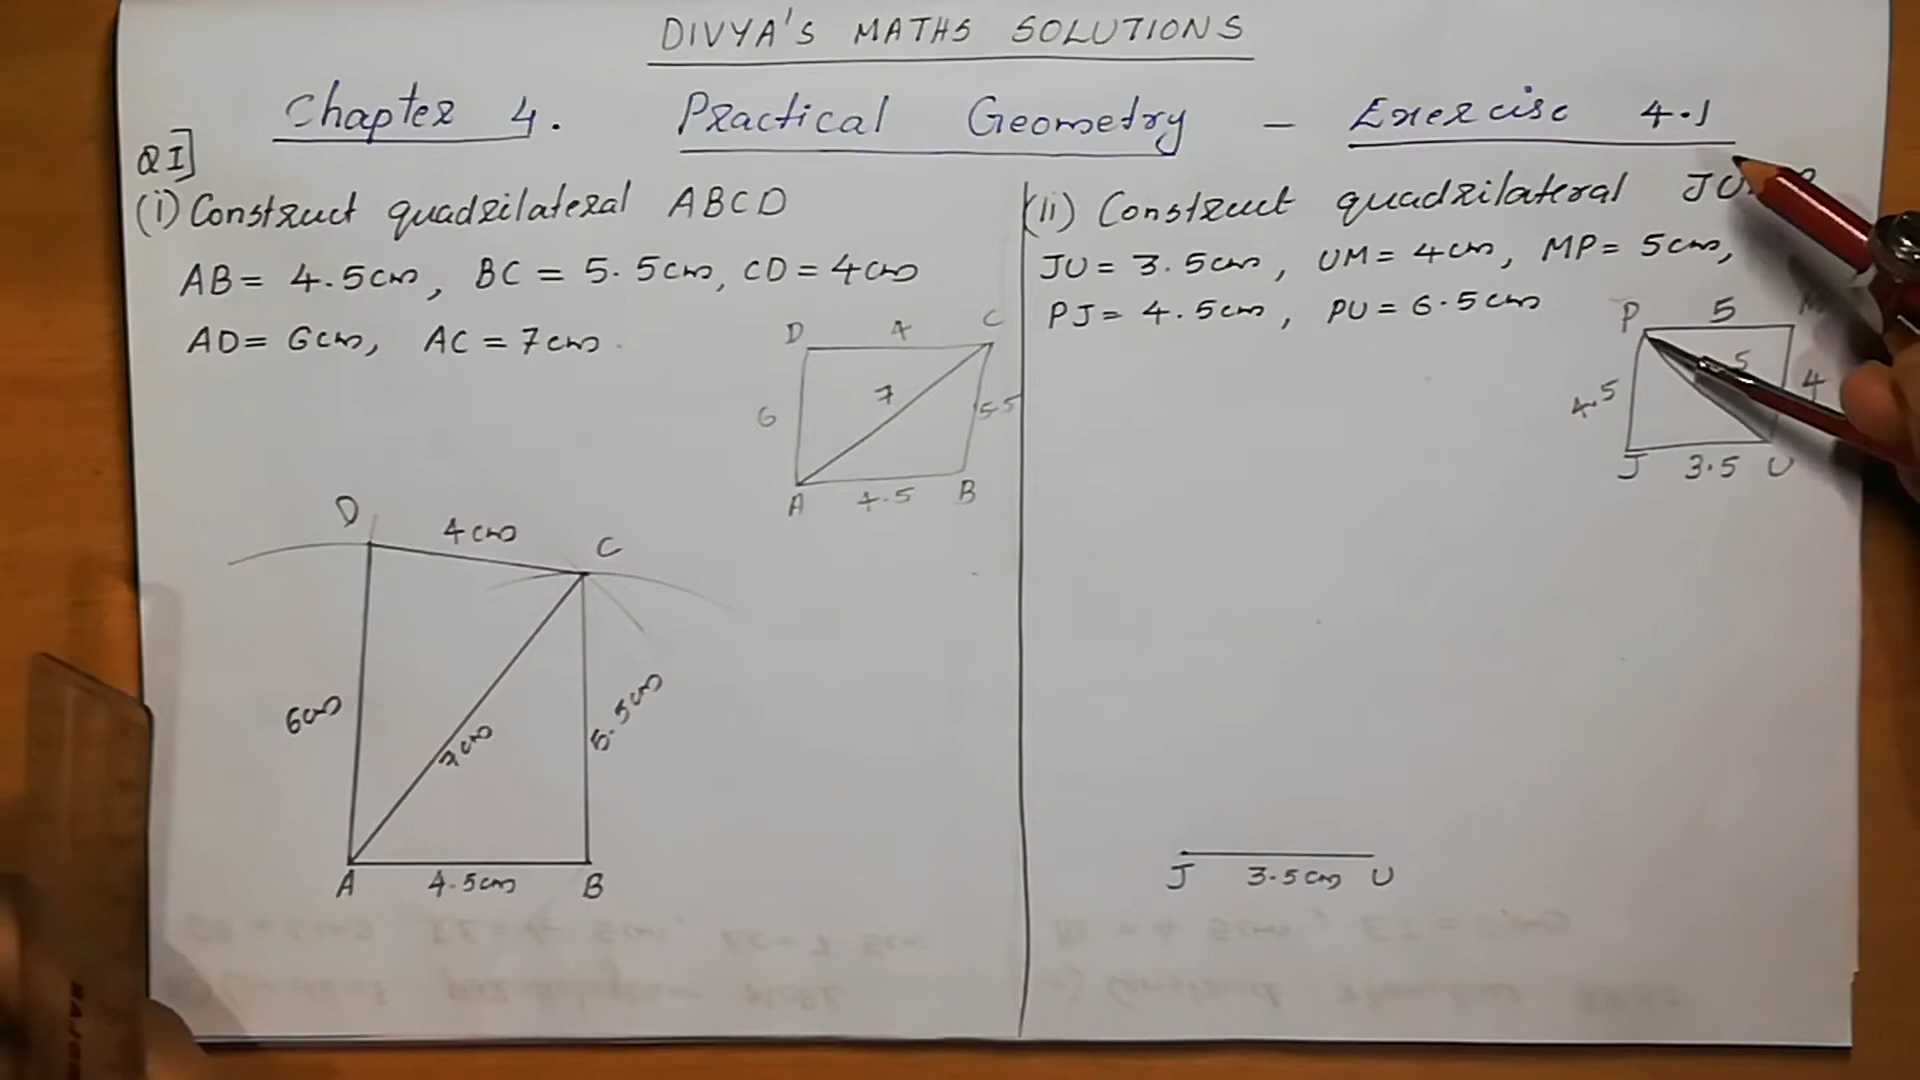 DIVYA'S MATHS SOLUTIONS
Chapter 4. Practical Geometry - Exercise 4.1
Q1]
(i) Construct quadrilateral ABCD
AB = 4.5cm, BC = 5.5cm, CD = 4cm
AD = 6cm, AC = 7cm.
D 4 C
6 7 5.5
A 4.5 B
D 4cm C
6cm 7cm 5.5cm
A 4.5cm B
(ii) Construct quadrilateral
JU = 3.5cm, UM = 4cm, MP = 5cm,
PJ = 4.5cm, PU = 6.5cm
P 5 M
4.5 5 4
J 3.5 U
J 3.5cm U